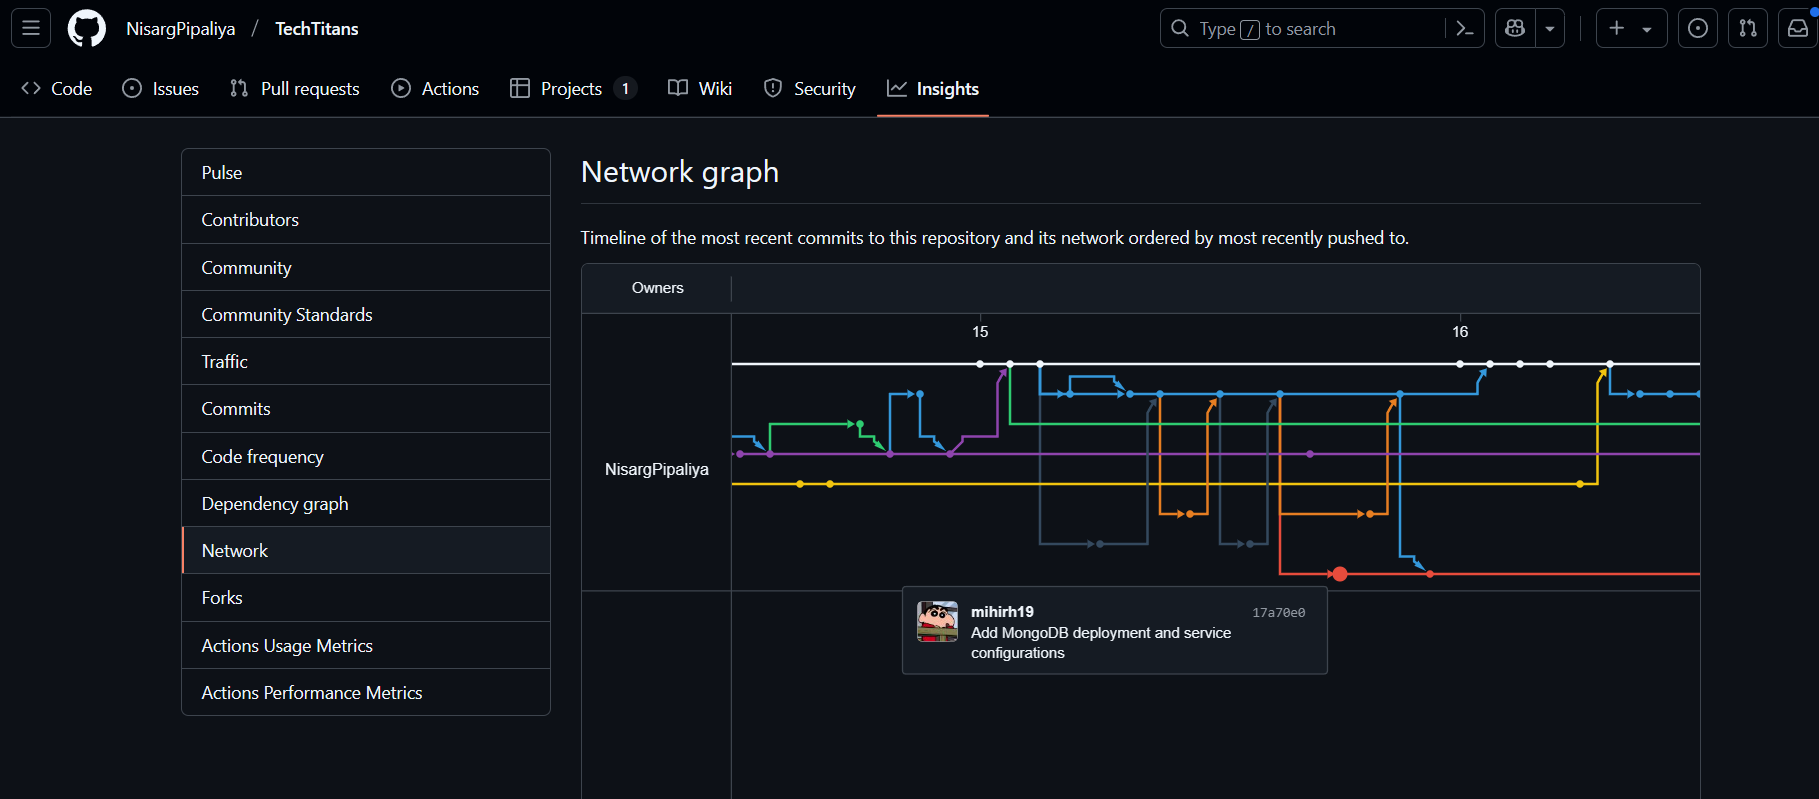 NisargPipaliya / TechTitans
Type / to search
Code
Issues
Pull requests
Actions
Projects 1
Wiki
Security
Insights
Pulse
Contributors
Community
Community Standards
Traffic
Commits
Code frequency
Dependency graph
Network
Forks
Actions Usage Metrics
Actions Performance Metrics
Network graph
Timeline of the most recent commits to this repository and its network ordered by most recently pushed to.
Owners
15
16
NisargPipaliya
mihirh19
17a70e0
Add MongoDB deployment and service
configurations